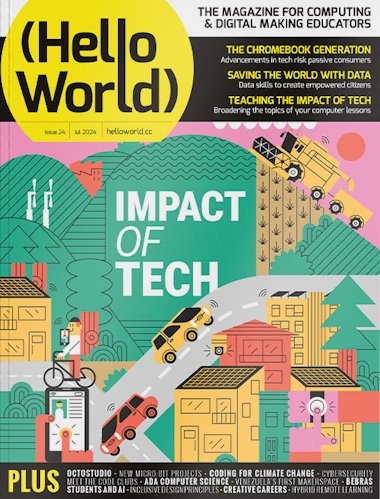 THE MAGAZINE FOR COMPUTING
& DIGITAL MAKING EDUCATORS
(Hello
World)
THE CHROMEBOOK GENERATION
Advancements in tech risk passive consumers
SAVING THE WORLD WITH DATA
Data skills to create empowered citizens
TEACHING THE IMPACT OF TECH
Broadening the topics of your computer lessons
Issue 24 | Jul 2024 | helloworld.cc
IMPACT
OF
TECH
PLUS
OCTOSTUDIO • NEW MICRO:BIT PROJECTS • CODING FOR CLIMATE CHANGE • CYBERSECURITY
MEET THE CODE CLUBS • ADA COMPUTER SCIENCE • VENEZUELA'S FIRST MAKERSPACE • BEBRAS
STUDENTS AND AI • INCLUSIVE DESIGN PRINCIPLES • CREATIVE CAREERS • HYBRID REMOTE LEARNING